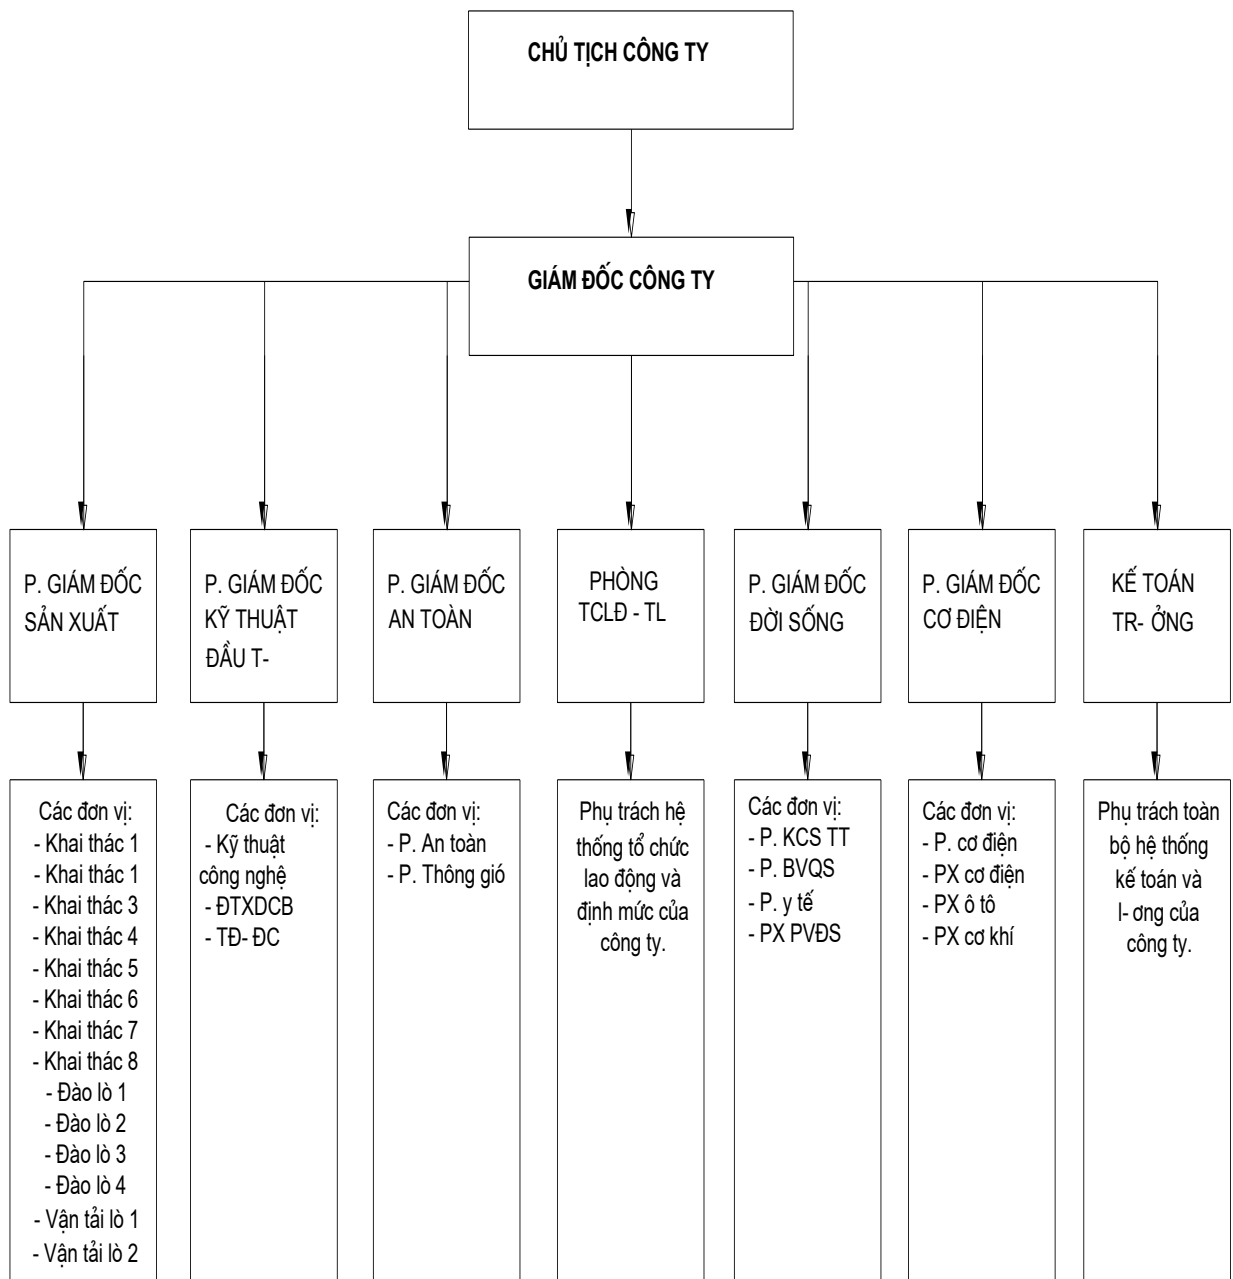 CHỦ TỊCH CÔNG TY
GIÁM ĐỐC CÔNG TY
P. GIÁM ĐỐC
SẢN XUẤT
P. GIÁM ĐỐC
KỸ THUẬT
ĐẦU T-
P. GIÁM ĐỐC
AN TOÀN
PHÒNG
TCLĐ - TL
P. GIÁM ĐỐC
ĐỜI SỐNG
P. GIÁM ĐỐC
CƠ ĐIỆN
KẾ TOÁN
TR- ỞNG
Các đơn vị:
- Khai thác 1
- Khai thác 1
- Khai thác 3
- Khai thác 4
- Khai thác 5
- Khai thác 6
- Khai thác 7
- Khai thác 8
- Đào lò 1
- Đào lò 2
- Đào lò 3
- Đào lò 4
- Vận tải lò 1
- Vận tải lò 2
Các đơn vị:
- Kỹ thuật
công nghệ
- ĐTXDCB
- TĐ- ĐC
Các đơn vị:
- P. An toàn
- P. Thông gió
Phụ trách hệ
thống tổ chức
lao động và
định mức của
công ty.
Các đơn vị:
- P. KCS TT
- P. BVQS
- P. y tế
- PX PVĐS
Các đơn vị:
- P. cơ điện
- PX cơ điện
- PX ô tô
- PX cơ khí
Phụ trách toàn
bộ hệ thống
kế toán và
l- ơng của
công ty.